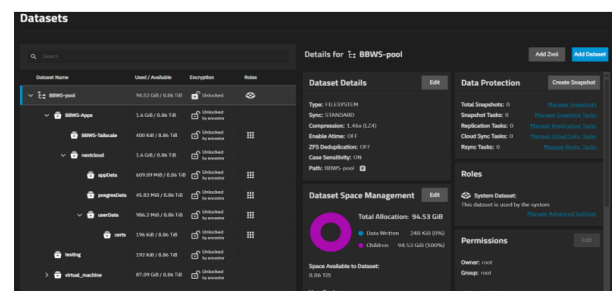 Datasets
Search
Details for BBWS-pool
Add Zvol
Add Dataset
Dataset Name Used / Available Encryption Roles
BBWS-pool 94.53 GiB / 8.86 TiB Unlocked
BBWS-Apps 1.6 GiB / 8.86 TiB Unlocked by ancestor
BBWS-Tailscale 400 KiB / 8.86 TiB Unlocked by ancestor
nextcloud 1.6 GiB / 8.86 TiB Unlocked by ancestor
appData 609.09 MiB / 8.86 TiB Unlocked by ancestor
posgresData 45.83 MiB / 8.86 TiB Unlocked by ancestor
userData 986.2 MiB / 8.86 TiB Unlocked by ancestor
certs 196 KiB / 8.86 TiB Unlocked by ancestor
testing 192 KiB / 8.86 TiB Unlocked by ancestor
virtual_machine 87.09 GiB / 8.86 TiB Unlocked by ancestor
Dataset Details
Edit
Type: FILESYSTEM
Sync: STANDARD
Compression: 1.46x (LZ4)
Enable Atime: OFF
ZFS Deduplication: OFF
Case Sensitivity: ON
Path: BBWS-pool
Dataset Space Management
Edit
Total Allocation: 94.53 GiB
Data Written 248 KiB (0%)
Children 94.53 GiB (100%)
Space Available to Dataset:
8.86 TiB
Data Protection
Create Snapshot
Total Snapshots: 0 Manage Snapshots
Snapshot Tasks: 0 Manage Snapshot Tasks
Replication Tasks: 0 Manage Replication Tasks
Cloud Sync Tasks: 0 Manage Cloud Sync Tasks
Rsync Tasks: 0 Manage Rsync Tasks
Roles
System Dataset:
This dataset is used by the system
Manage Advanced Settings
Permissions
Edit
Owner: root
Group: root